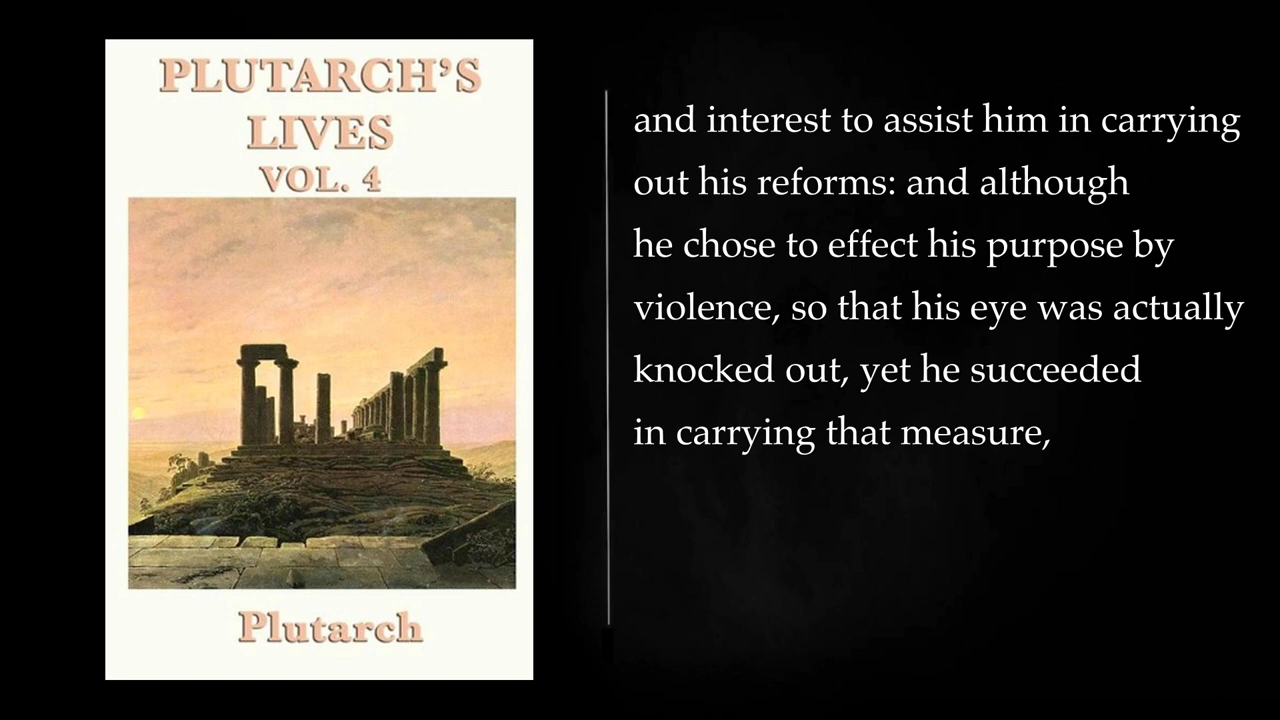 PLUTARCH'S
LIVES
VOL. 4
Plutarch
and interest to assist him in carrying
out his reforms: and although
he chose to effect his purpose by
violence, so that his eye was actually
knocked out, yet he succeeded
in carrying that measure,